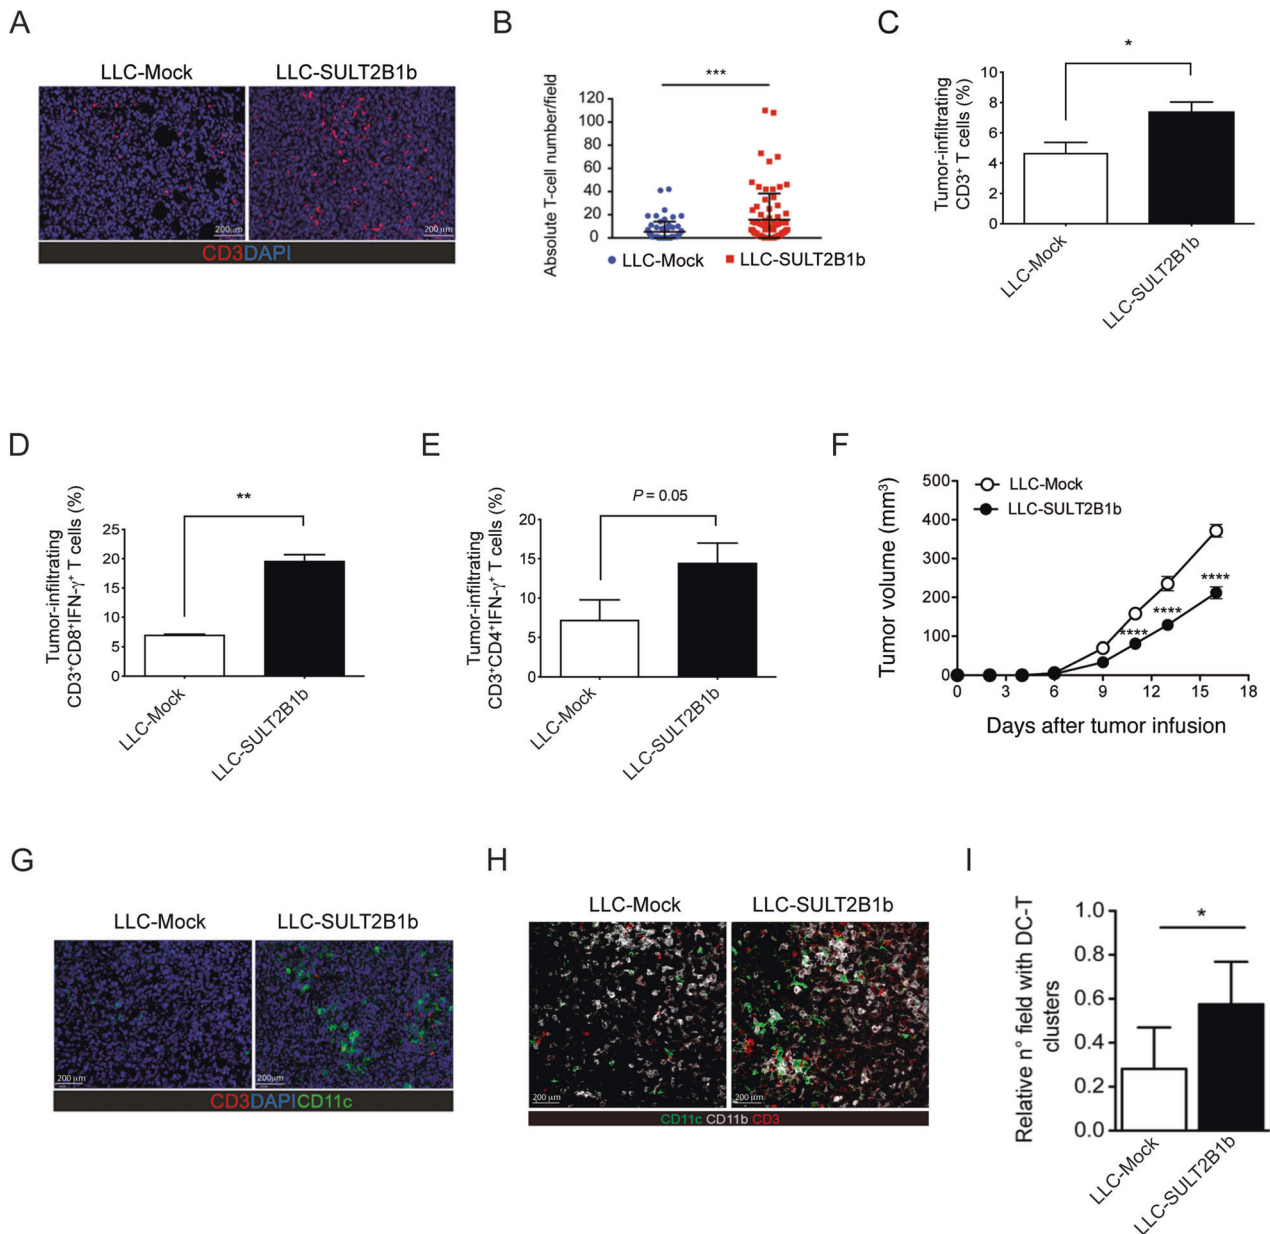 A
LLC-Mock LLC-SULT2B1b
200 μm 200 μm
CD3DAPI
B
***
Absolute T-cell number/field
120
100
80
60
40
20
0
LLC-Mock LLC-SULT2B1b
C
*
Tumor-infiltrating
CD3⁺ T cells (%)
10
8
6
4
2
0
LLC-Mock
LLC-SULT2B1b
D
**
Tumor-infiltrating
CD3⁺CD8⁺IFN-γ⁺ T cells (%)
25
20
15
10
5
0
LLC-Mock
LLC-SULT2B1b
E
P = 0.05
Tumor-infiltrating
CD3⁺CD4⁺IFN-γ⁺ T cells (%)
20
15
10
5
0
LLC-Mock
LLC-SULT2B1b
F
LLC-Mock
LLC-SULT2B1b
Tumor volume (mm³)
500
400
300
200
100
0
****
****
****
0 3 6 9 12 15 18
Days after tumor infusion
G
LLC-Mock LLC-SULT2B1b
200 μm 200 μm
CD3DAPICD11c
H
LLC-Mock LLC-SULT2B1b
200 μm 200 μm
CD11c CD11b CD3
I
*
Relative n° field with DC-T
clusters
1.0
0.8
0.6
0.4
0.2
0.0
LLC-Mock
LLC-SULT2B1b